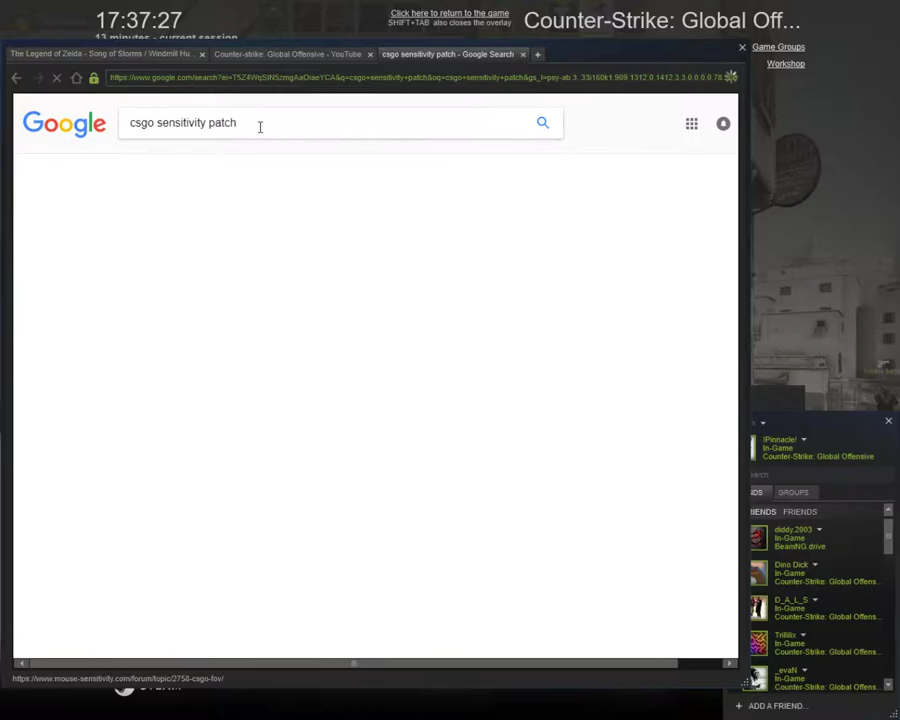 17:37:27
13 minutes - current session
Click here to return to the game
SHIFT+TAB also closes the overlay
Counter-Strike: Global Off...
The Legend of Zelda - Song of Storms / Windmill Hu...
Counter-strike: Global Offensive - YouTube
csgo sensitivity patch - Google Search
Game Groups
Workshop
Google
csgo sensitivity patch
!Pinnacle!
In-Game
Counter-Strike: Global Offensive
GROUPS
FRIENDS
diddy.2003
In-Game
BeamNG.drive
Dino Dick
In-Game
Counter-Strike: Global Offens...
D_A_L_S
In-Game
Counter-Strike: Global Offens...
Trillilix
In-Game
Counter-Strike: Global Offens...
_evaN
In-Game
Counter-Strike: Global Offens...
https://www.mouse-sensitivity.com/forum/topic/2758-csgo-fov/
ADD A FRIEND...